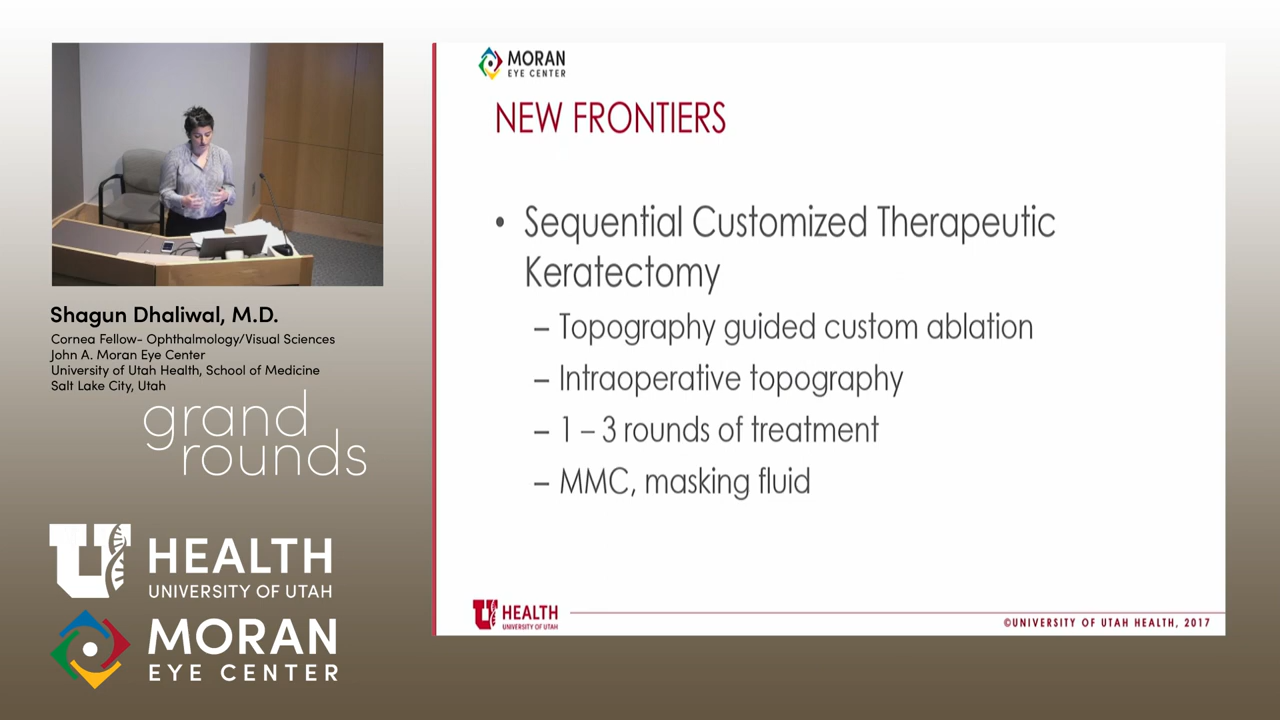 MORAN
EYE CENTER
NEW FRONTIERS
• Sequential Customized Therapeutic
Keratectomy
– Topography guided custom ablation
– Intraoperative topography
– 1 – 3 rounds of treatment
– MMC, masking fluid
U HEALTH
UNIVERSITY OF UTAH
©UNIVERSITY OF UTAH HEALTH, 2017
Shagun Dhaliwal, M.D.
Cornea Fellow- Ophthalmology/Visual Sciences
John A. Moran Eye Center
University of Utah Health, School of Medicine
Salt Lake City, Utah
grand
rounds
U HEALTH
UNIVERSITY OF UTAH
MORAN
EYE CENTER